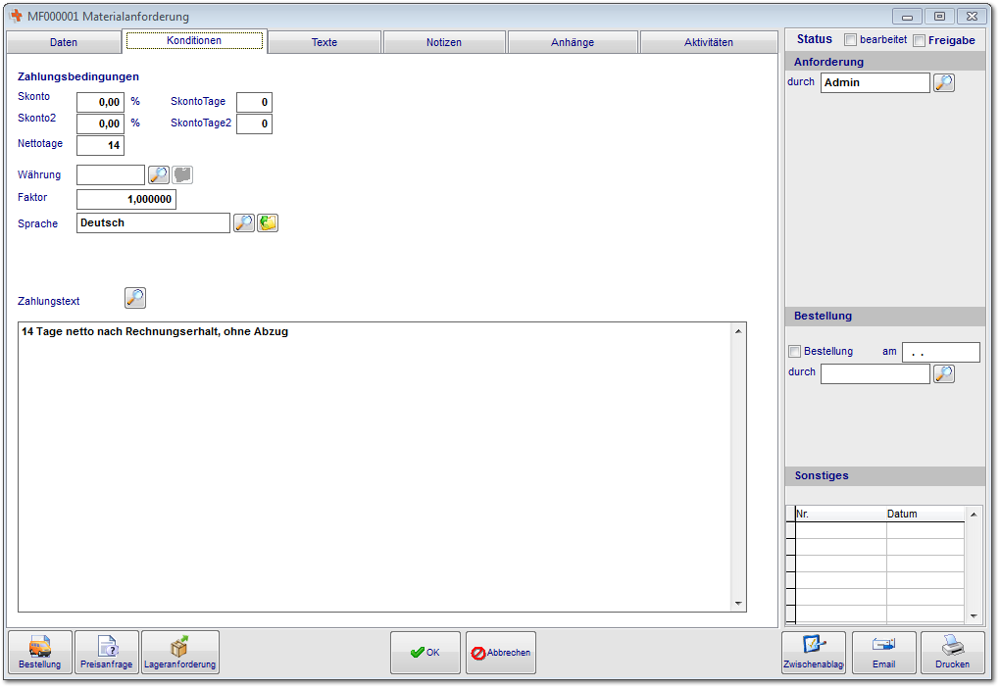 MF000001 Materialanforderung
Daten Konditionen Texte Notizen Anhänge Aktivitäten
Zahlungsbedingungen
Skonto 0,00 % SkontoTage 0
Skonto2 0,00 % SkontoTage2 0
Nettotage 14
Währung
Faktor 1,000000
Sprache Deutsch
Zahlungstext
14 Tage netto nach Rechnungserhalt, ohne Abzug
Status bearbeitet Freigabe
Anforderung
durch Admin
Bestellung
Bestellung am . .
durch
Sonstiges
Nr. Datum
Bestellung Preisanfrage Lageranforderung OK Abbrechen Zwischenablag Email Drucken